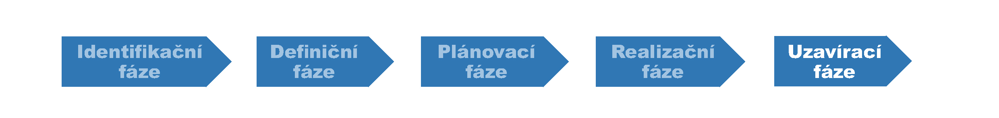 Identifikační
fáze
Definiční
fáze
Plánovací
fáze
Realizační
fáze
Uzavírací
fáze